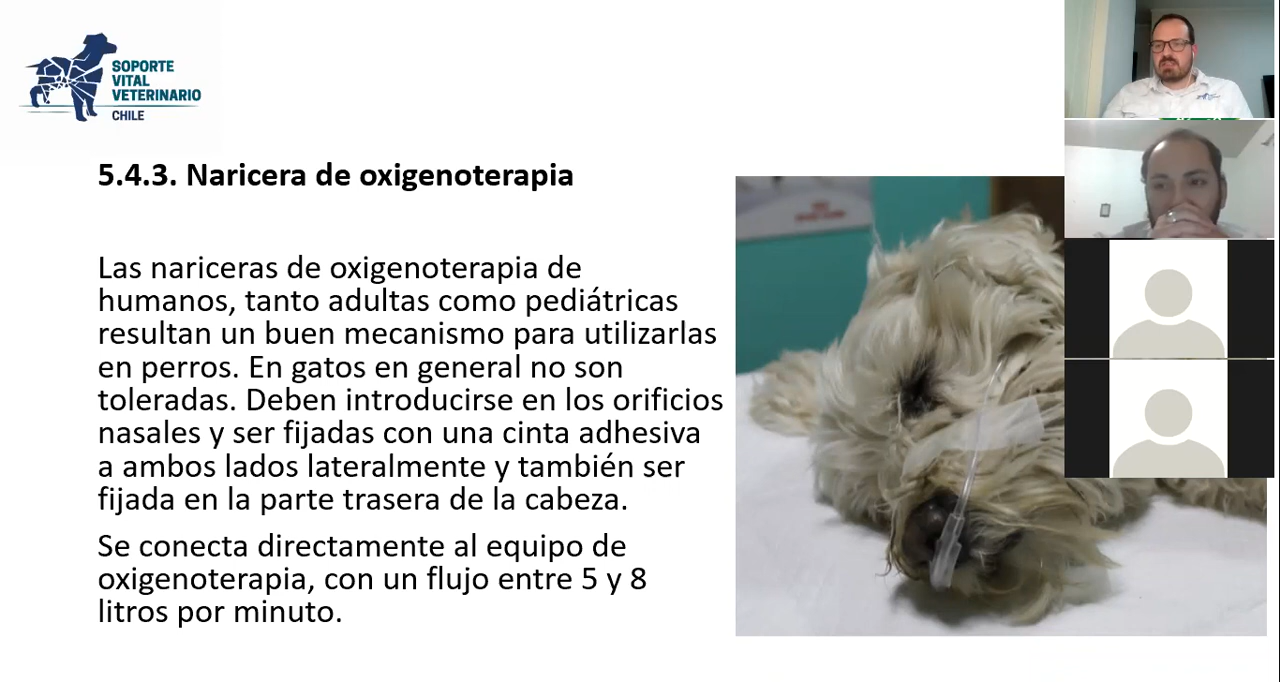 SOPORTE
VITAL
VETERINARIO
CHILE
5.4.3. Naricera de oxigenoterapia
Las nariceras de oxigenoterapia de
humanos, tanto adultas como pediátricas
resultan un buen mecanismo para utilizarlas
en perros. En gatos en general no son
toleradas. Deben introducirse en los orificios
nasales y ser fijadas con una cinta adhesiva
a ambos lados lateralmente y también ser
fijada en la parte trasera de la cabeza.
Se conecta directamente al equipo de
oxigenoterapia, con un flujo entre 5 y 8
litros por minuto.